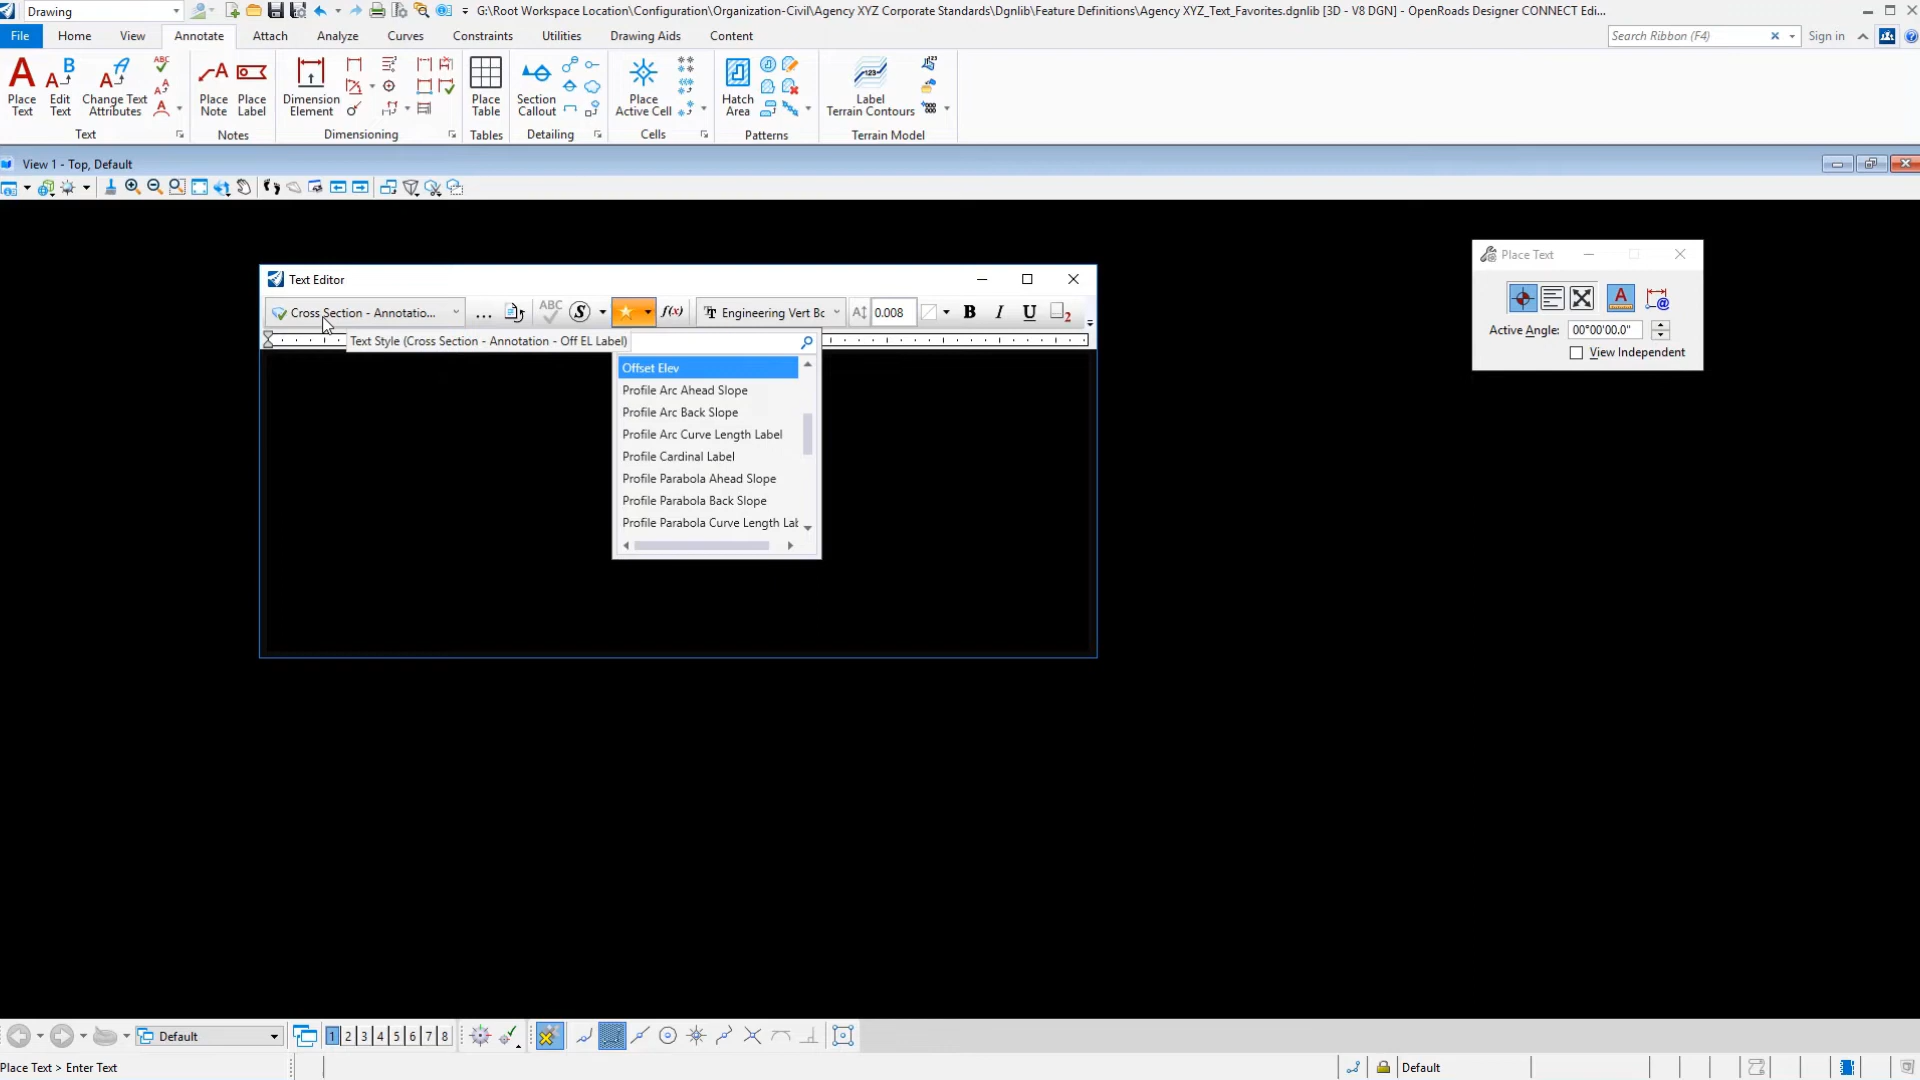 Drawing
G:\Root Workspace Location\Configuration\Organization-Civil\Agency XYZ Corporate Standards\Dgnlib\Feature Definitions\Agency XYZ_Text_Favorites.dgnlib [3D - V8 DGN] - OpenRoads Designer CONNECT Edi...
File Home View Annotate Attach Analyze Curves Constraints Utilities Drawing Aids Content
Search Ribbon (F4)
Sign in
Place Text
Edit Text
Change Text Attributes
Place Note
Place Label
Dimension Element
Place Table
Section Callout
Place Active Cell
Hatch Area
Label Terrain Contours
Text
Notes
Dimensioning
Tables
Detailing
Cells
Patterns
Terrain Model
View 1 - Top, Default
Text Editor
Cross Section - Annotatio...
...
ABC
S
f(x)
Engineering Vert Bc
0.008
B I U
Text Style (Cross Section - Annotation - Off EL Label)
Offset Elev
Profile Arc Ahead Slope
Profile Arc Back Slope
Profile Arc Curve Length Label
Profile Cardinal Label
Profile Parabola Ahead Slope
Profile Parabola Back Slope
Profile Parabola Curve Length Lab
Place Text
Active Angle: 00°00'00.0"
View Independent
Default
1 2 3 4 5 6 7 8
Place Text > Enter Text
Default